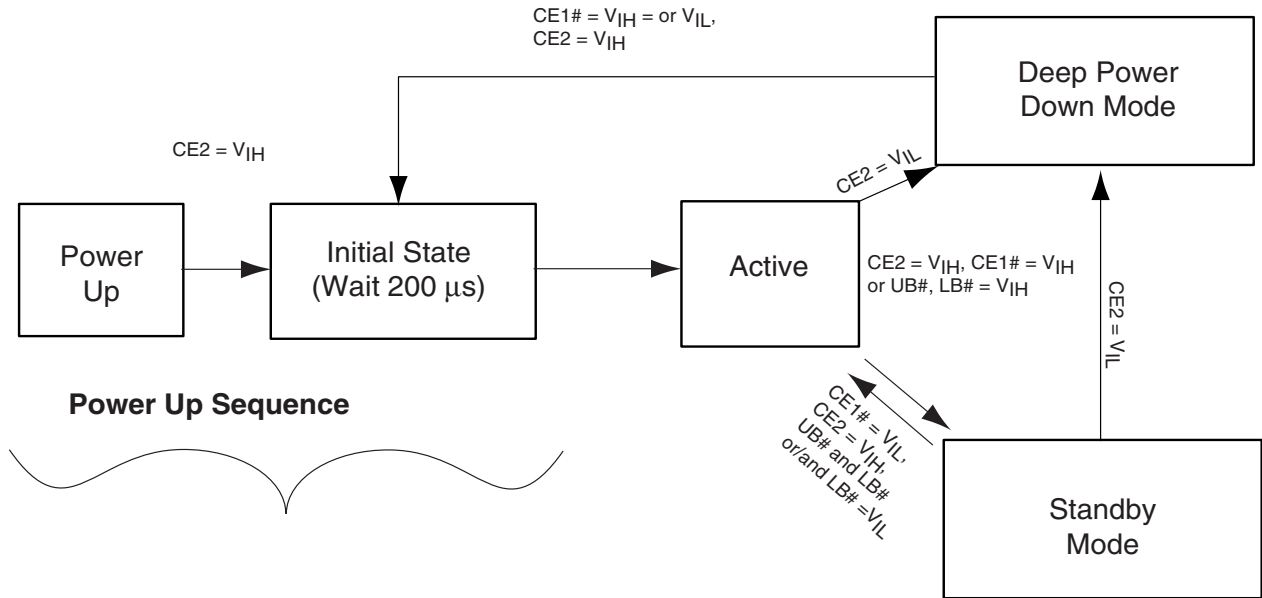 CE1# = VIH = or VIL,
CE2 = VIH
Deep Power
Down Mode
CE2 = VIH
CE2 = VIL
Power
Up
Initial State
(Wait 200 μs)
Active
CE2 = VIH, CE1# = VIH
or UB#, LB# = VIH
CE2 = VIL
Power Up Sequence
CE1# = VIL,
CE2 = VIH,
UB# and LB#
or/and LB# =VIL
Standby
Mode